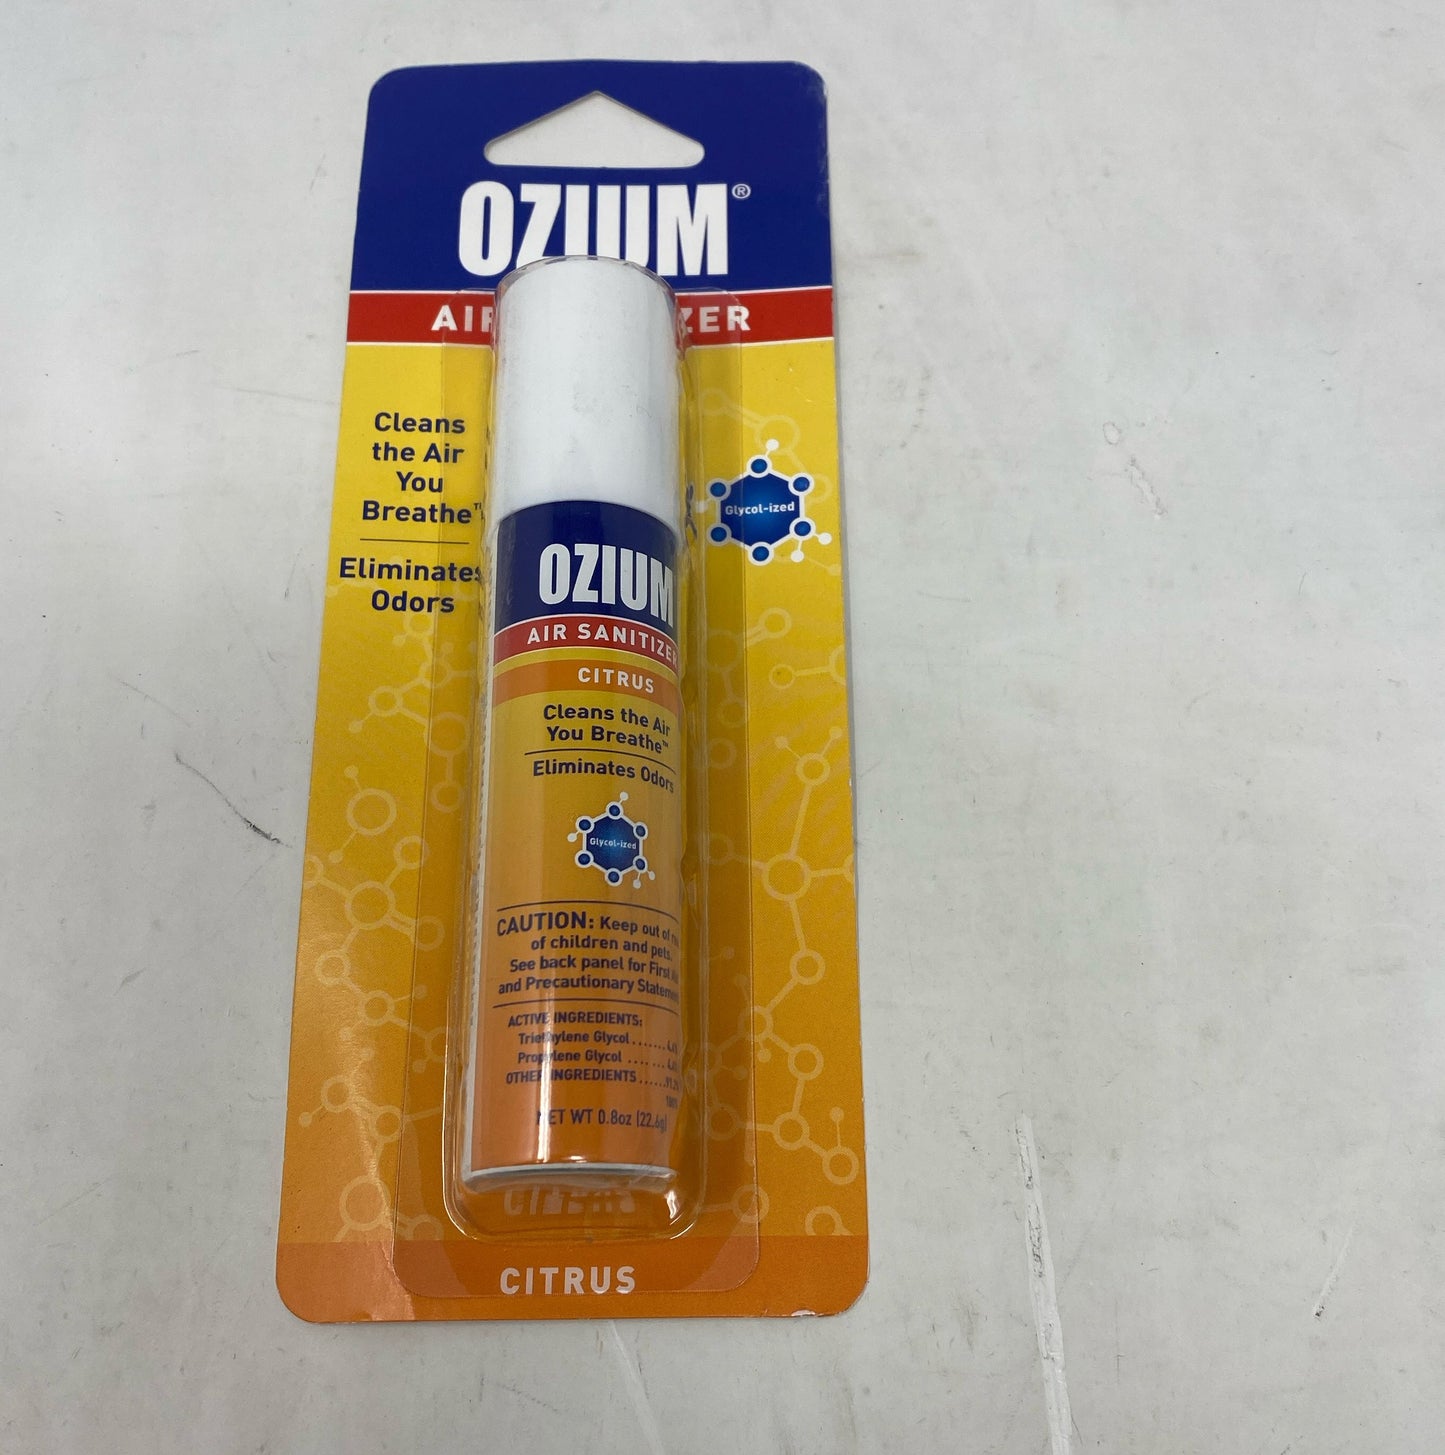 OZIUM®
AIR ZER
Cleans
the Air
You
Breathe™
Eliminates
Odors
Glycol-ized
OZIUM
AIR SANITIZER
CITRUS
Cleans the Air
You Breathe™
Eliminates Odors
Glycol-ized
CAUTION: Keep out of
of children and pets.
See back panel for First
and Precautionary
ACTIVE INGREDIENTS:
Triethylene Glycol .......
Propylene Glycol .......
OTHER INGREDIENTS ......
NET WT 0.8oz (22.6g)
CITRUS